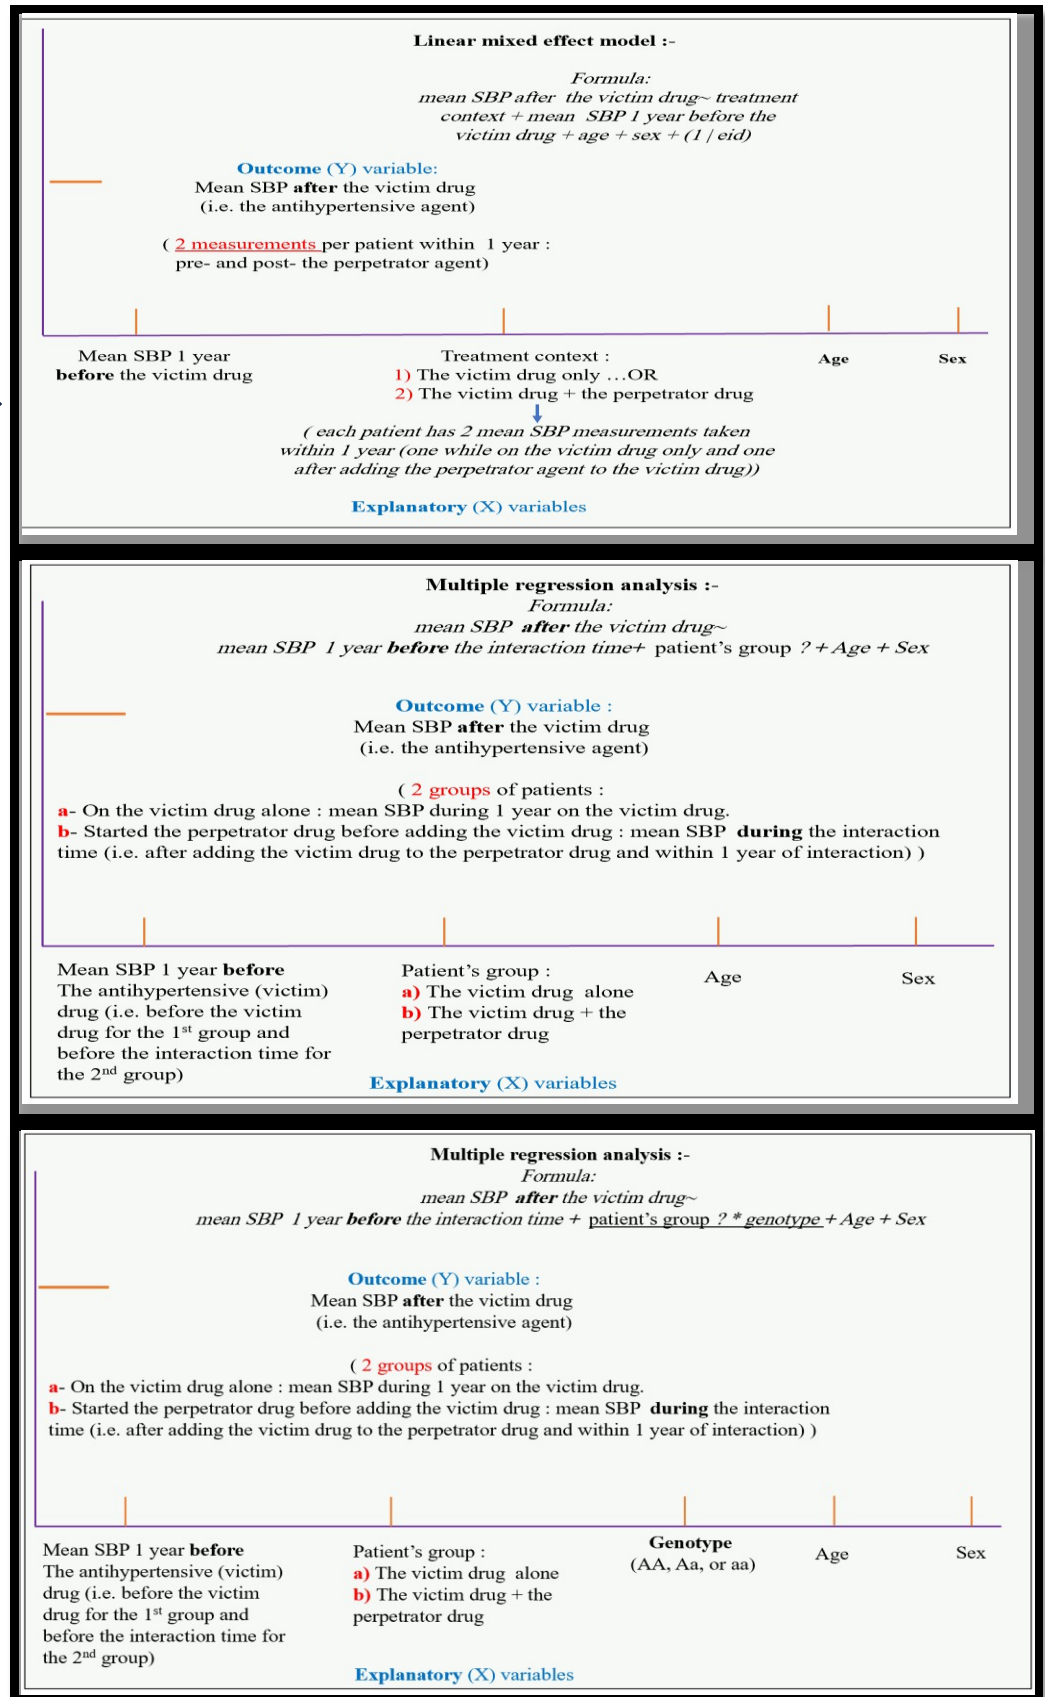 Linear mixed effect model :-
Formula:
mean SBP after the victim drug~ treatment
context + mean SBP 1 year before the
victim drug + age + sex + (1 / eid)
Outcome (Y) variable:
Mean SBP after the victim drug
(i.e. the antihypertensive agent)
( 2 measurements per patient within 1 year :
pre- and post- the perpetrator agent)
Mean SBP 1 year
before the victim drug
Treatment context :
1) The victim drug only ...OR
2) The victim drug + the perpetrator drug
( each patient has 2 mean SBP measurements taken
within 1 year (one while on the victim drug only and one
after adding the perpetrator agent to the victim drug))
Age
Sex
Explanatory (X) variables
Multiple regression analysis :-
Formula:
mean SBP after the victim drug~
mean SBP 1 year before the interaction time+ patient's group ? + Age + Sex
Outcome (Y) variable :
Mean SBP after the victim drug
(i.e. the antihypertensive agent)
( 2 groups of patients :
a- On the victim drug alone : mean SBP during 1 year on the victim drug.
b- Started the perpetrator drug before adding the victim drug : mean SBP during the interaction
time (i.e. after adding the victim drug to the perpetrator drug and within 1 year of interaction) )
Mean SBP 1 year before
The antihypertensive (victim)
drug (i.e. before the victim
drug for the 1st group and
before the interaction time for
the 2nd group)
Patient's group :
a) The victim drug alone
b) The victim drug + the
perpetrator drug
Age
Sex
Explanatory (X) variables
Multiple regression analysis :-
Formula:
mean SBP after the victim drug~
mean SBP 1 year before the interaction time + patient's group ? * genotype + Age + Sex
Outcome (Y) variable :
Mean SBP after the victim drug
(i.e. the antihypertensive agent)
( 2 groups of patients :
a- On the victim drug alone : mean SBP during 1 year on the victim drug.
b- Started the perpetrator drug before adding the victim drug : mean SBP during the interaction
time (i.e. after adding the victim drug to the perpetrator drug and within 1 year of interaction) )
Mean SBP 1 year before
The antihypertensive (victim)
drug (i.e. before the victim
drug for the 1st group and
before the interaction time for
the 2nd group)
Patient's group :
a) The victim drug alone
b) The victim drug + the
perpetrator drug
Genotype
(AA, Aa, or aa)
Age
Sex
Explanatory (X) variables